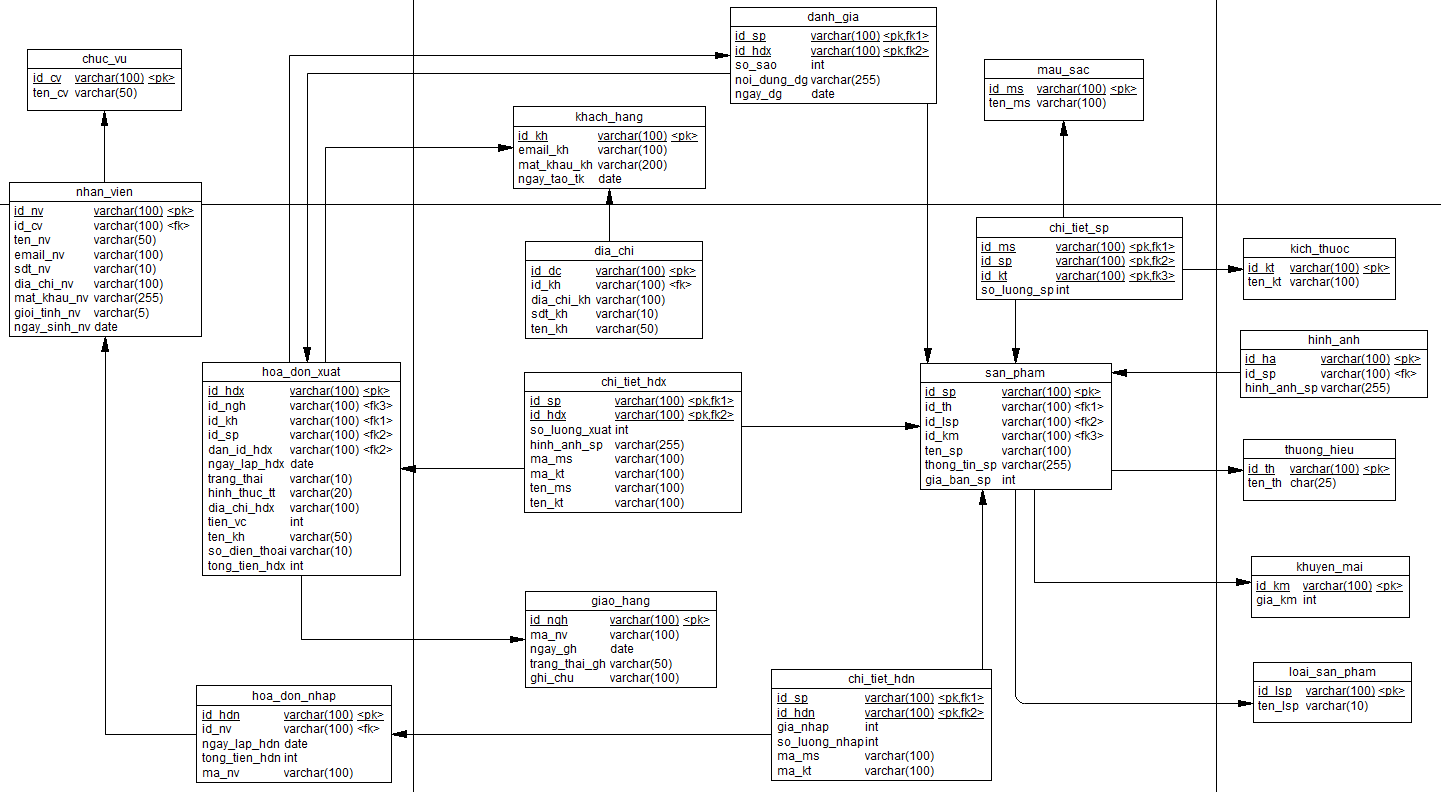 danh_gia
id_sp varchar(100) <pk,fk1>
id_hdx varchar(100) <pk,fk2>
so_sao int
noi_dung_dg varchar(255)
ngay_dg date
chuc_vu
id_cv varchar(100) <pk>
ten_cv varchar(50)
mau_sac
id_ms varchar(100) <pk>
ten_ms varchar(100)
khach_hang
id_kh varchar(100) <pk>
email_kh varchar(100)
mat_khau_kh varchar(200)
ngay_tao_tk date
nhan_vien
id_nv varchar(100) <pk>
id_cv varchar(100) <fk>
ten_nv varchar(50)
email_nv varchar(100)
sdt_nv varchar(10)
dia_chi_nv varchar(100)
mat_khau_nv varchar(255)
gioi_tinh_nv varchar(5)
ngay_sinh_nv date
dia_chi
id_dc varchar(100) <pk>
id_kh varchar(100) <fk>
dia_chi_kh varchar(100)
sdt_kh varchar(10)
ten_kh varchar(50)
chi_tiet_sp
id_ms varchar(100) <pk,fk1>
id_sp varchar(100) <pk,fk2>
id_kt varchar(100) <pk,fk3>
so_luong_sp int
kich_thuoc
id_kt varchar(100) <pk>
ten_kt varchar(100)
hinh_anh
id_ha varchar(100) <pk>
id_sp varchar(100) <fk>
hinh_anh_sp varchar(255)
hoa_don_xuat
id_hdx varchar(100) <pk>
id_ngh varchar(100) <fk3>
id_kh varchar(100) <fk1>
id_sp varchar(100) <fk2>
dan_id_hdx varchar(100) <fk2>
ngay_lap_hdx date
trang_thai varchar(10)
hinh_thuc_tt varchar(20)
dia_chi_hdx varchar(100)
tien_vc int
ten_kh varchar(50)
so_dien_thoai varchar(10)
tong_tien_hdx int
chi_tiet_hdx
id_sp varchar(100) <pk,fk1>
id_hdx varchar(100) <pk,fk2>
so_luong_xuat int
hinh_anh_sp varchar(255)
ma_ms varchar(100)
ma_kt varchar(100)
ten_ms varchar(100)
ten_kt varchar(100)
san_pham
id_sp varchar(100) <pk>
id_th varchar(100) <fk1>
id_lsp varchar(100) <fk2>
id_km varchar(100) <fk3>
ten_sp varchar(100)
thong_tin_sp varchar(255)
gia_ban_sp int
thuong_hieu
id_th varchar(100) <pk>
ten_th char(25)
khuyen_mai
id_km varchar(100) <pk>
gia_km int
giao_hang
id_ngh varchar(100) <pk>
ma_nv varchar(100)
ngay_gh date
trang_thai_gh varchar(50)
ghi_chu varchar(100)
loai_san_pham
id_lsp varchar(100) <pk>
ten_lsp varchar(10)
hoa_don_nhap
id_hdn varchar(100) <pk>
id_nv varchar(100) <fk>
ngay_lap_hdn date
tong_tien_hdn int
ma_nv varchar(100)
chi_tiet_hdn
id_sp varchar(100) <pk,fk1>
id_hdn varchar(100) <pk,fk2>
gia_nhap int
so_luong_nhap int
ma_ms varchar(100)
ma_kt varchar(100)